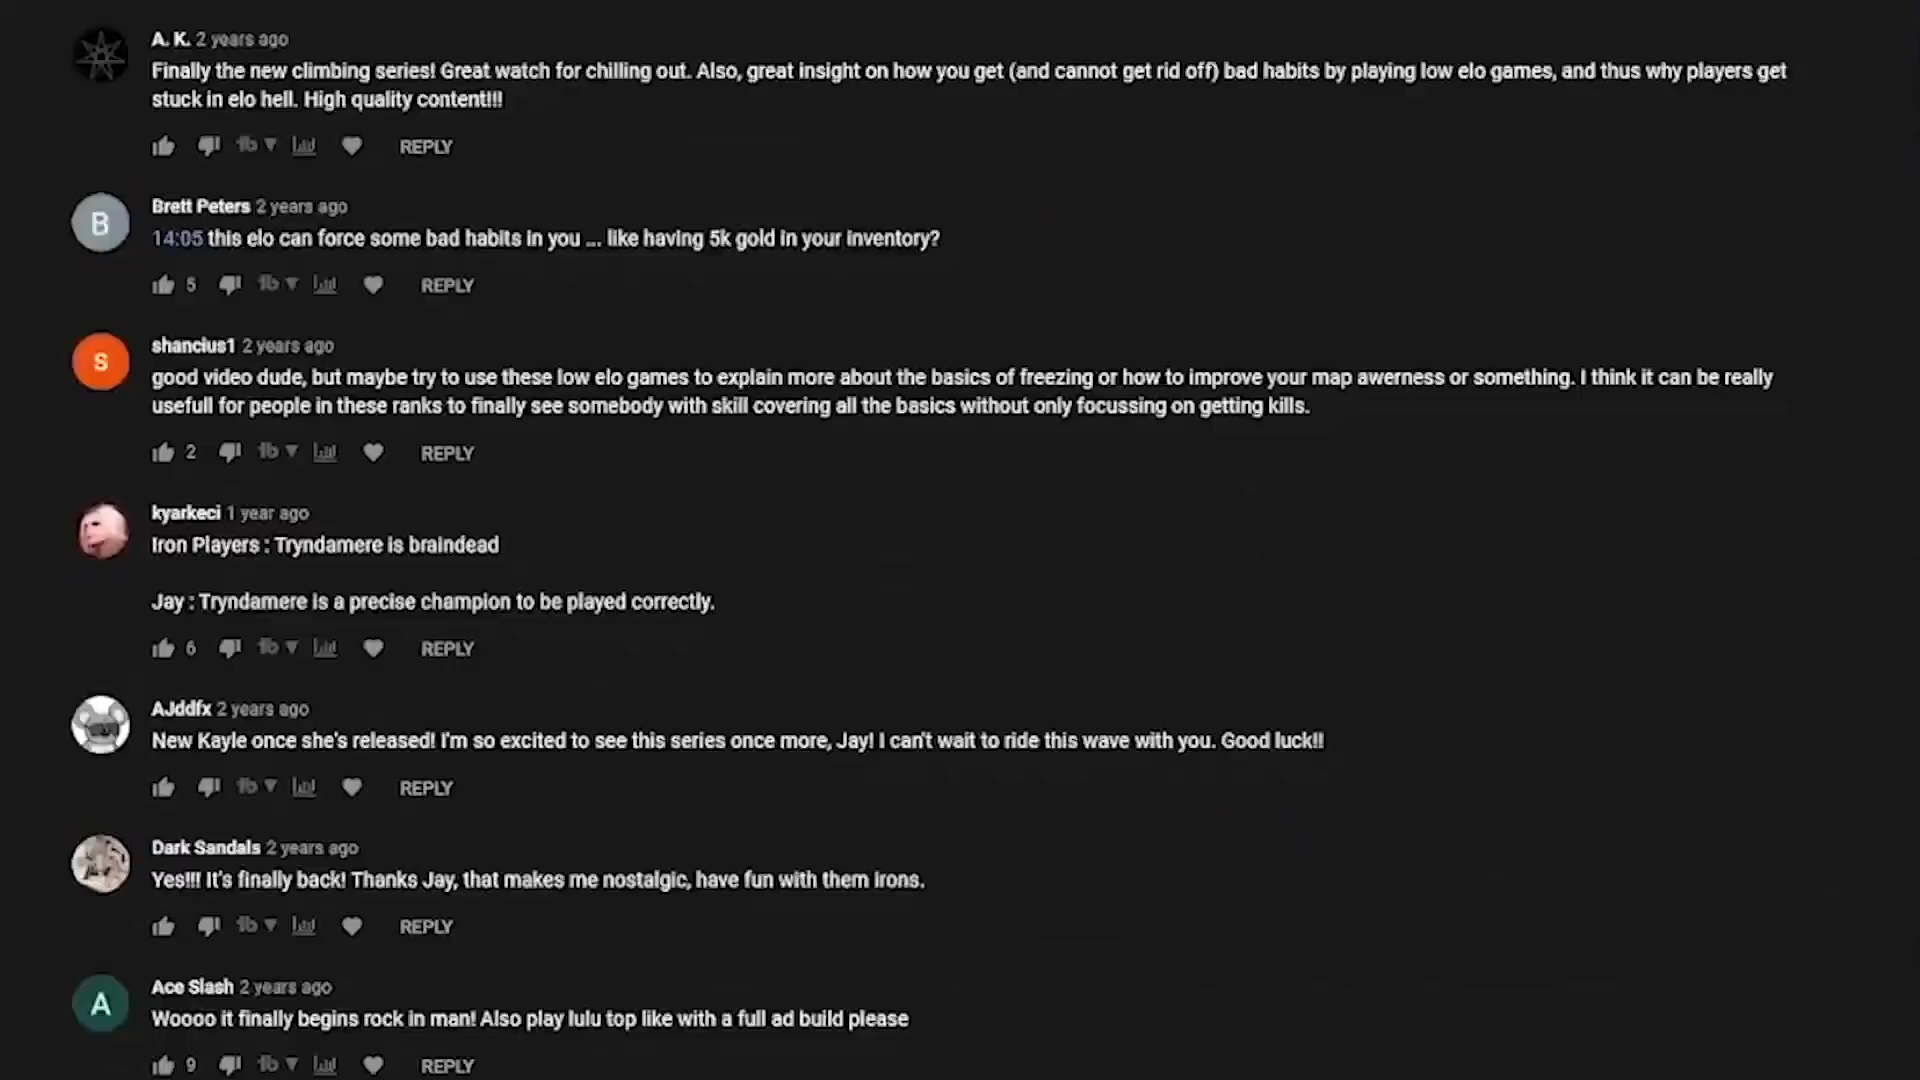 A. K. 2 years ago
Finally the new climbing series! Great watch for chilling out. Also, great insight on how you get (and cannot get rid off) bad habits by playing low elo games, and thus why players get
stuck in elo hell. High quality content!!!
REPLY
B
Brett Peters 2 years ago
14:05 this elo can force some bad habits in you ... like having 5k gold in your inventory?
5 REPLY
S
shancius1 2 years ago
good video dude, but maybe try to use these low elo games to explain more about the basics of freezing or how to improve your map awerness or something. I think it can be really
usefull for people in these ranks to finally see somebody with skill covering all the basics without only focussing on getting kills.
2 REPLY
kyarkeci 1 year ago
Iron Players : Tryndamere is braindead
Jay : Tryndamere is a precise champion to be played correctly.
6 REPLY
AJddfx 2 years ago
New Kayle once she's released! I'm so excited to see this series once more, Jay! I can't wait to ride this wave with you. Good luck!!
REPLY
Dark Sandals 2 years ago
Yes!!! It's finally back! Thanks Jay, that makes me nostalgic, have fun with them irons.
REPLY
A
Ace Slash 2 years ago
Woooo it finally begins rock in man! Also play lulu top like with a full ad build please
9 REPLY